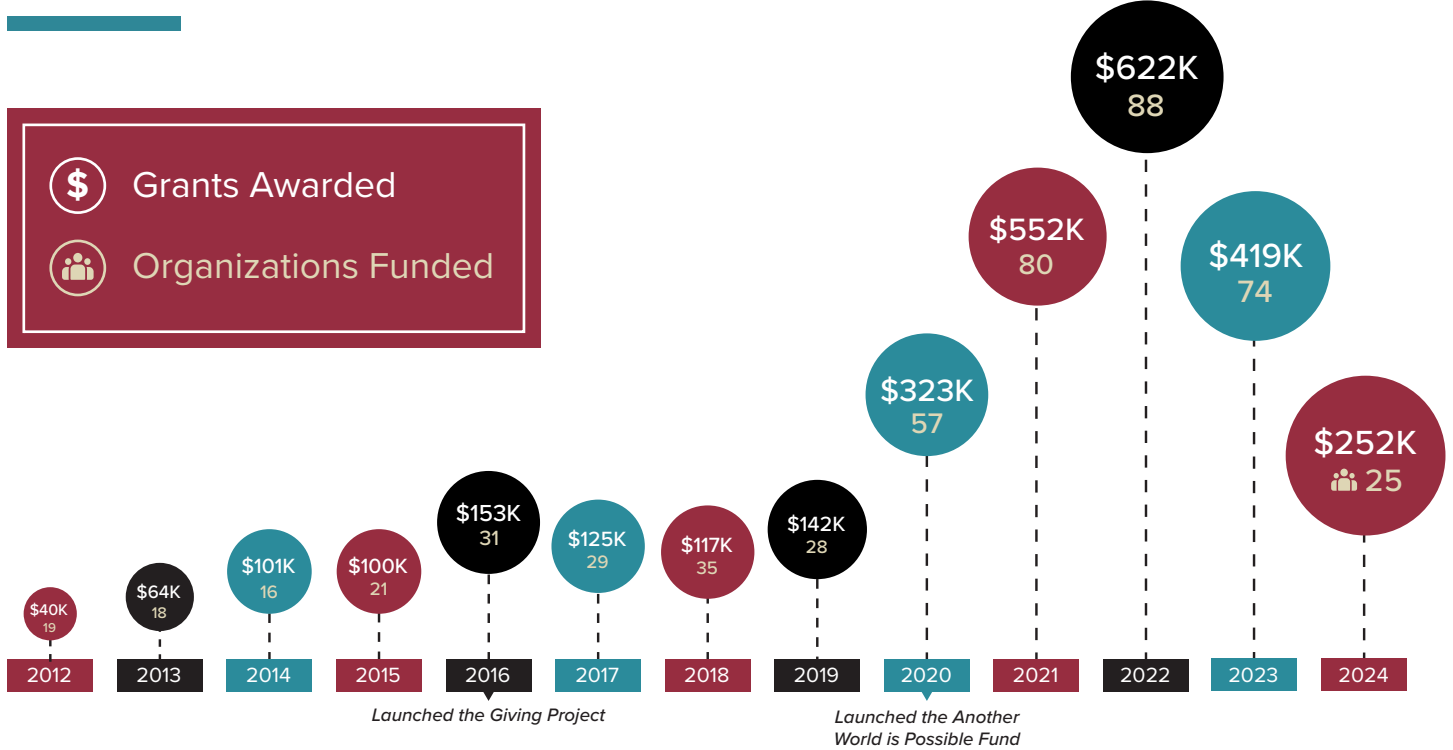 $ Grants Awarded
Organizations Funded
$40K
19
$64K
18
$101K
16
$100K
21
$153K
31
$125K
29
$117K
35
$142K
28
$323K
57
$552K
80
$622K
88
$419K
74
$252K
25
2012
2013
2014
2015
2016
2017
2018
2019
2020
2021
2022
2023
2024
Launched the Giving Project
Launched the Another
World is Possible Fund